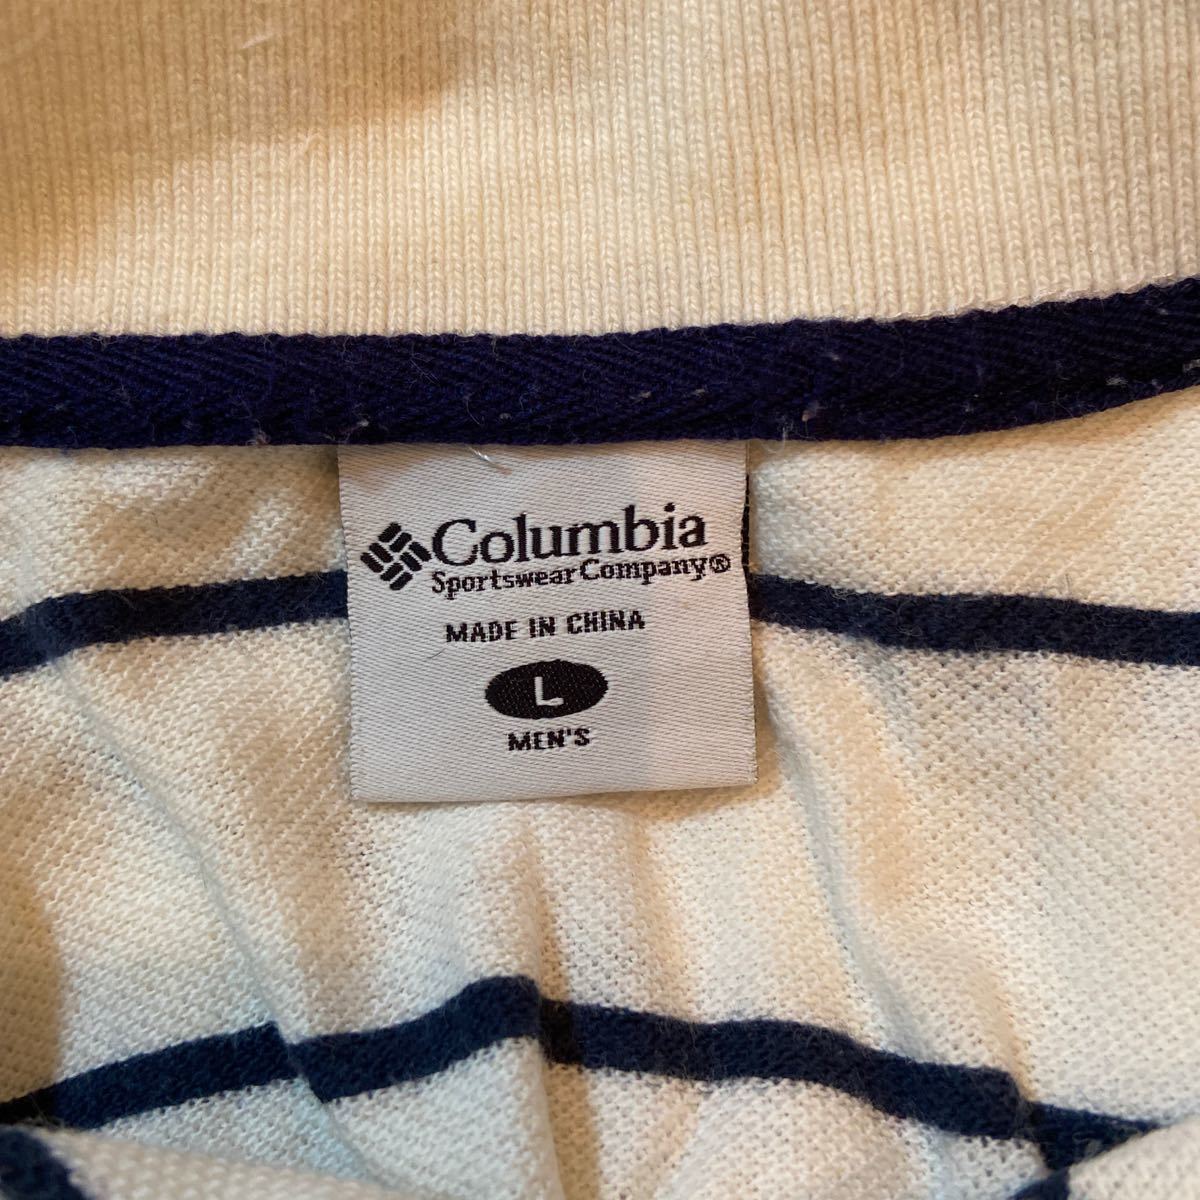 Columbia
Sportswear Company®
MADE IN CHINA
L
MEN'S